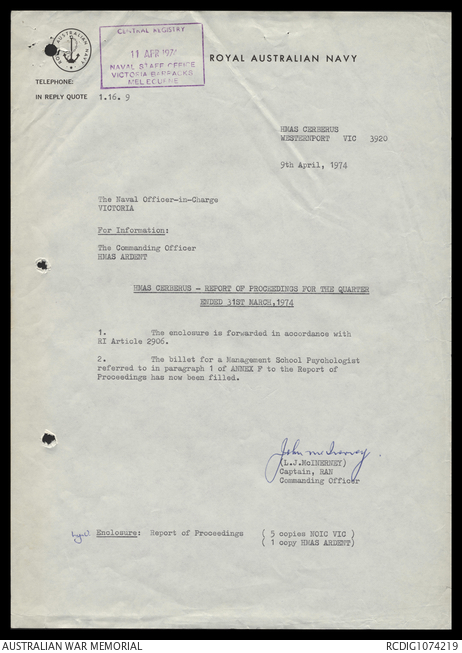 CENTRAL REGISTRY
11 APR 1974
NAVAL STAFF OFFICE
VICTORIA BARRACKS
MELBOURNE
ROYAL AUSTRALIAN NAVY
TELEPHONE:
IN REPLY QUOTE 1.16. 9
HMAS CERBERUS
WESTERNPORT VIC 3920
9th April, 1974
The Naval Officer-in-Charge
VICTORIA
For Information:
The Commanding Officer
HMAS ARDENT
HMAS CERBERUS - REPORT OF PROCEEDINGS FOR THE QUARTER
ENDED 31ST MARCH,1974
1. The enclosure is forwarded in accordance with
RI Article 2906.
2. The billet for a Management School Psychologist
referred to in paragraph 1 of ANNEX F to the Report of
Proceedings has now been filled.
John McInerney.
(L.J.McINERNEY)
Captain, RAN
Commanding Officer
Enclosure: Report of Proceedings ( 5 copies NOIC VIC )
( 1 copy HMAS ARDENT)
AUSTRALIAN WAR MEMORIAL
RCDIG1074219